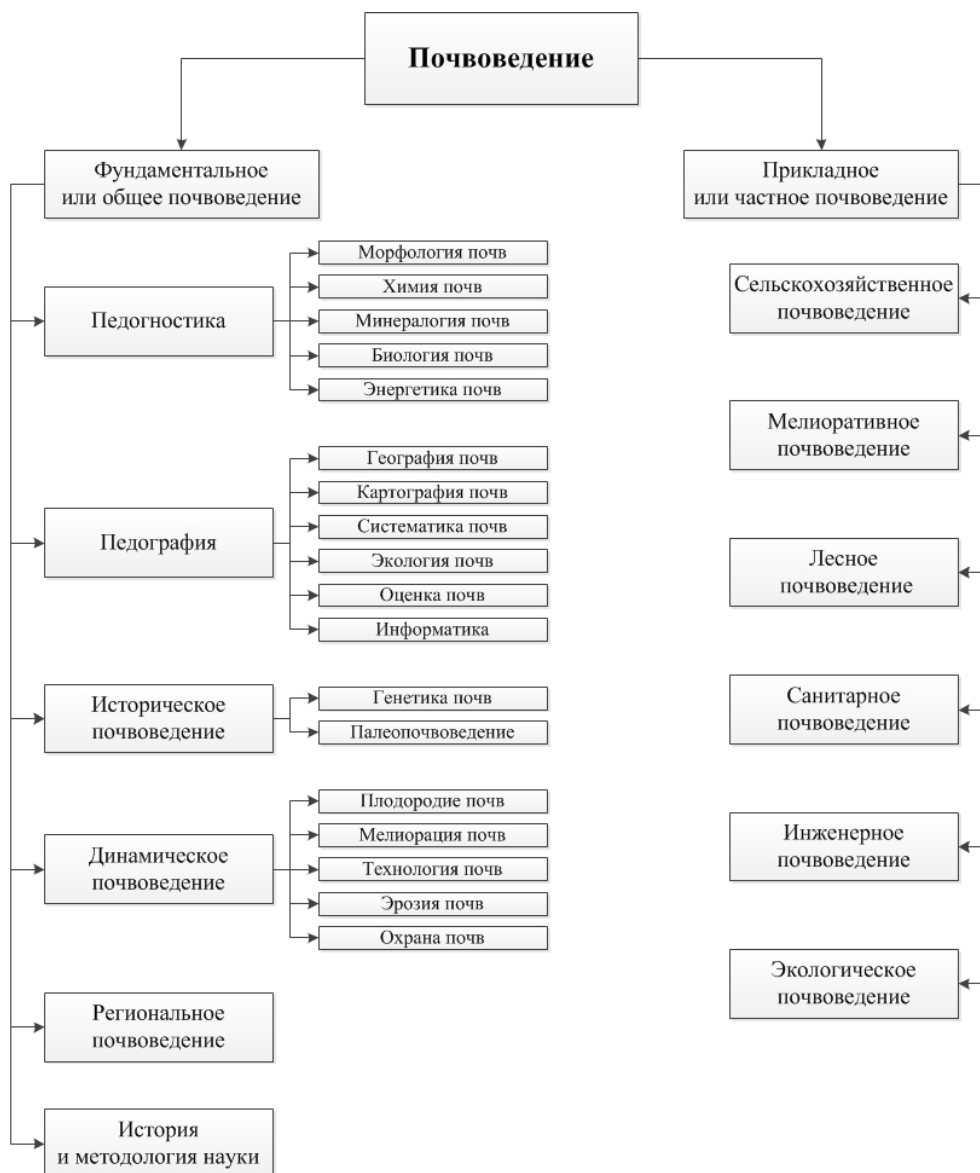 Почвоведение
Фундаментальное
или общее почвоведение
Педогностика
Морфология почв
Химия почв
Минералогия почв
Биология почв
Энергетика почв
Педография
География почв
Картография почв
Систематика почв
Экология почв
Оценка почв
Информатика
Историческое
почвоведение
Генетика почв
Палеопочвоведение
Динамическое
почвоведение
Плодородие почв
Мелиорация почв
Технология почв
Эрозия почв
Охрана почв
Региональное
почвоведение
История
и методология науки
Прикладное
или частное почвоведение
Сельскохозяйственное
почвоведение
Мелиоративное
почвоведение
Лесное
почвоведение
Санитарное
почвоведение
Инженерное
почвоведение
Экологическое
почвоведение